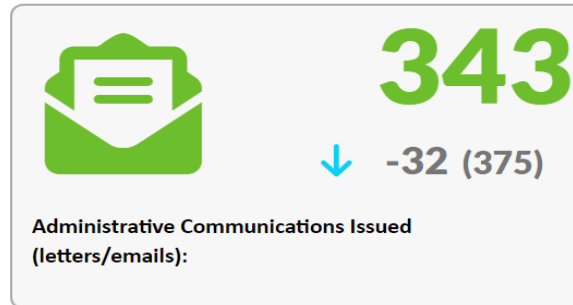 343
-32 (375)
Administrative Communications Issued
(letters/emails):